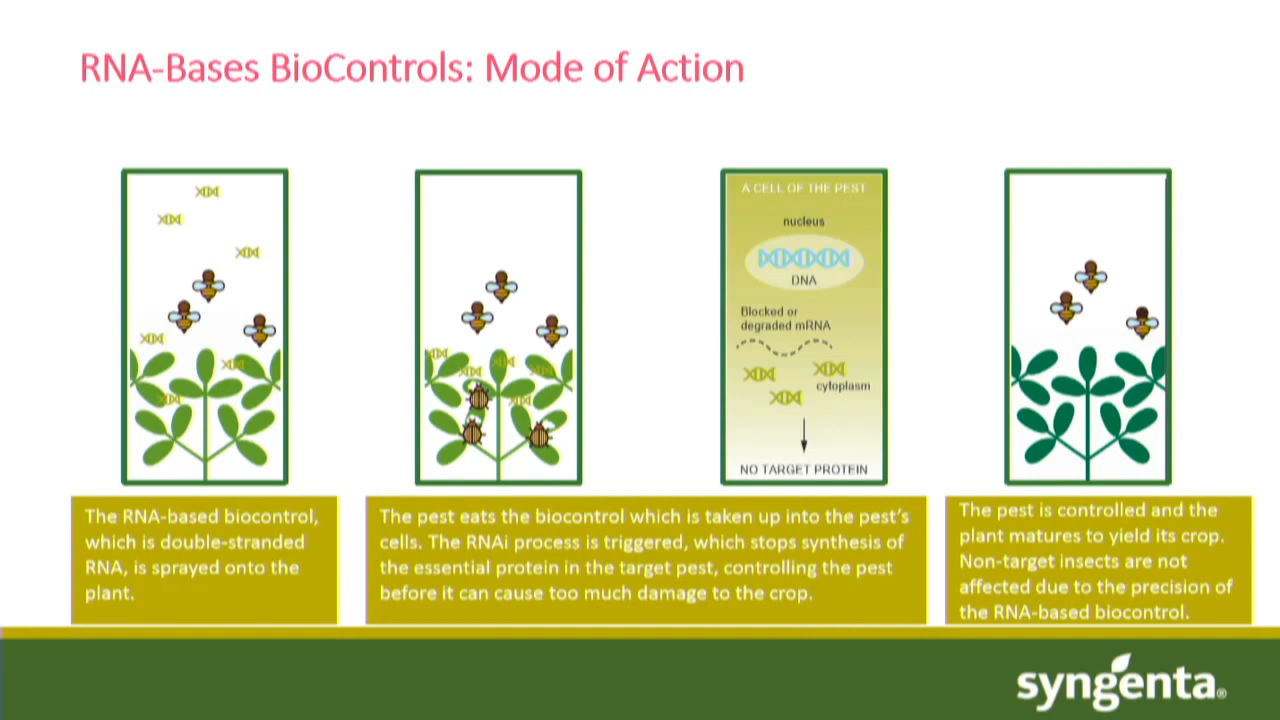 RNA-Bases BioControls: Mode of Action
A CELL OF THE PEST
nucleus
DNA
Blocked or
degraded mRNA
cytoplasm
NO TARGET PROTEIN
The RNA-based biocontrol,
which is double-stranded
RNA, is sprayed onto the
plant.
The pest eats the biocontrol which is taken up into the pest's
cells. The RNAi process is triggered, which stops synthesis of
the essential protein in the target pest, controlling the pest
before it can cause too much damage to the crop.
The pest is controlled and the
plant matures to yield its crop.
Non-target insects are not
affected due to the precision of
the RNA-based biocontrol.
syngenta®